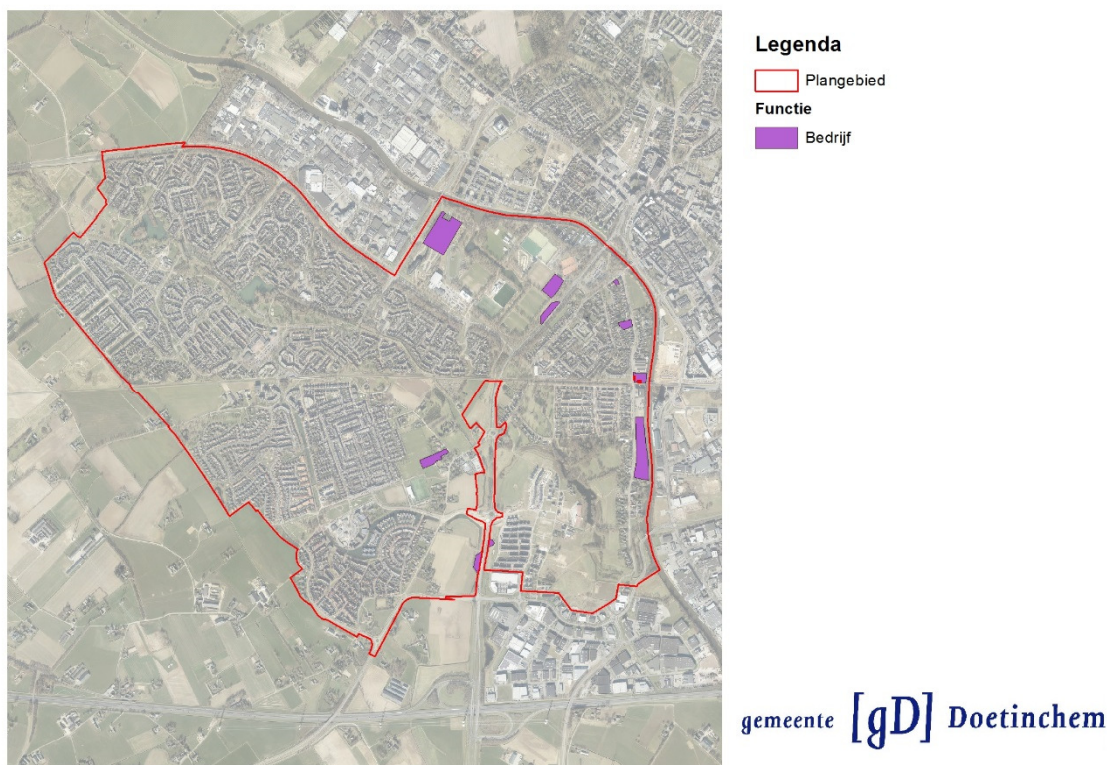 Legenda
Plangebied
Functie
Bedrijf
gemeente [gD] Doetinchem